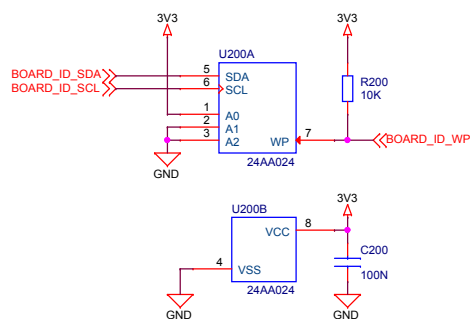 3V3
3V3
U200A
BOARD_ID_SDA
5
SDA
BOARD_ID_SCL
6
SCL
R200
10K
1
A0
2
A1
3
A2
WP
7
BOARD_ID_WP
24AA024
GND
3V3
U200B
VCC
8
C200
4
VSS
100N
24AA024
GND
GND